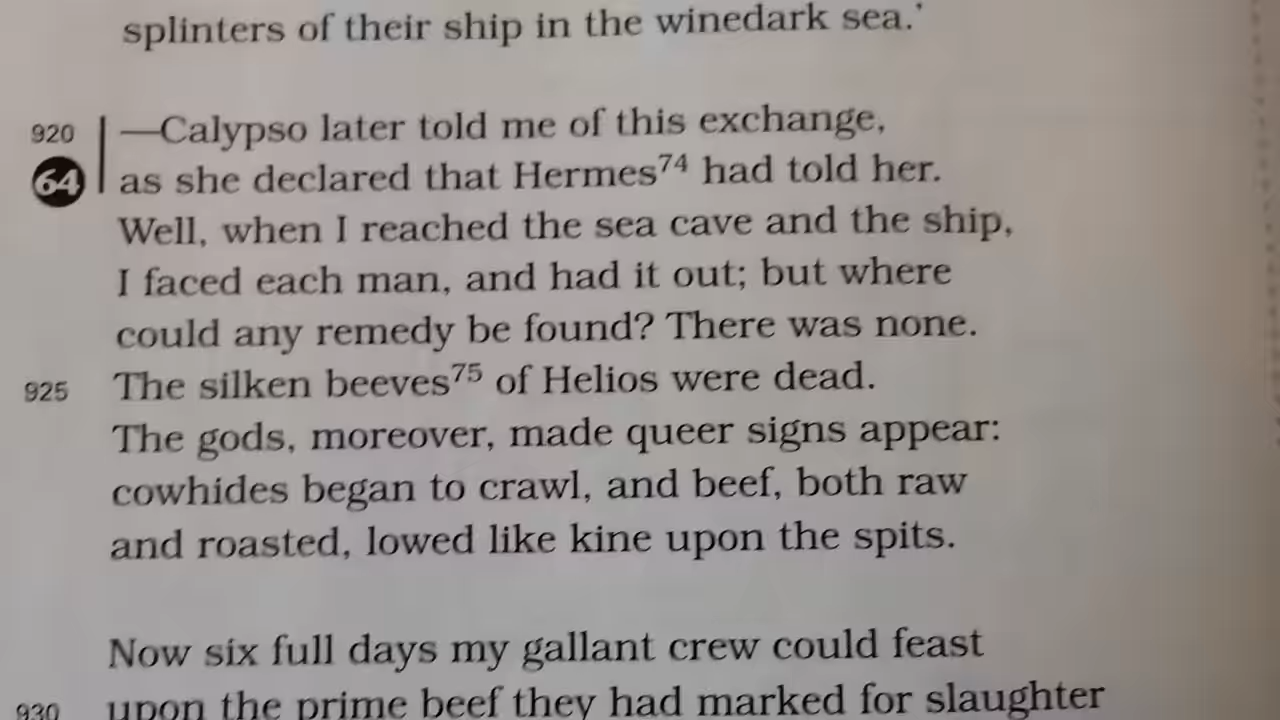 splinters of their ship in the winedark sea.'
920 —Calypso later told me of this exchange,
64 as she declared that Hermes74 had told her.
Well, when I reached the sea cave and the ship,
I faced each man, and had it out; but where
could any remedy be found? There was none.
925 The silken beeves75 of Helios were dead.
The gods, moreover, made queer signs appear:
cowhides began to crawl, and beef, both raw
and roasted, lowed like kine upon the spits.
Now six full days my gallant crew could feast
930 upon the prime beef they had marked for slaughter